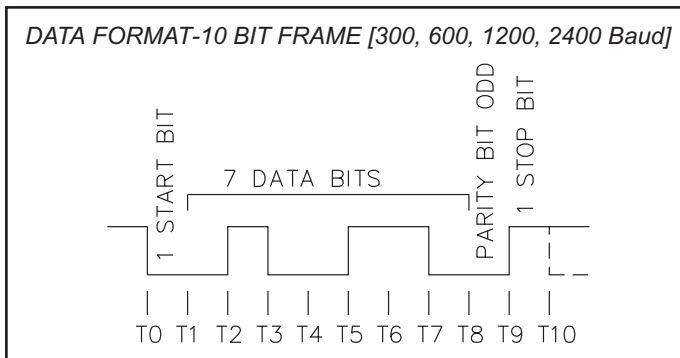 DATA FORMAT-10 BIT FRAME [300, 600, 1200, 2400 Baud]
1 START BIT
7 DATA BITS
PARITY BIT ODD
1 STOP BIT
T0 T1 T2 T3 T4 T5 T6 T7 T8 T9 T10